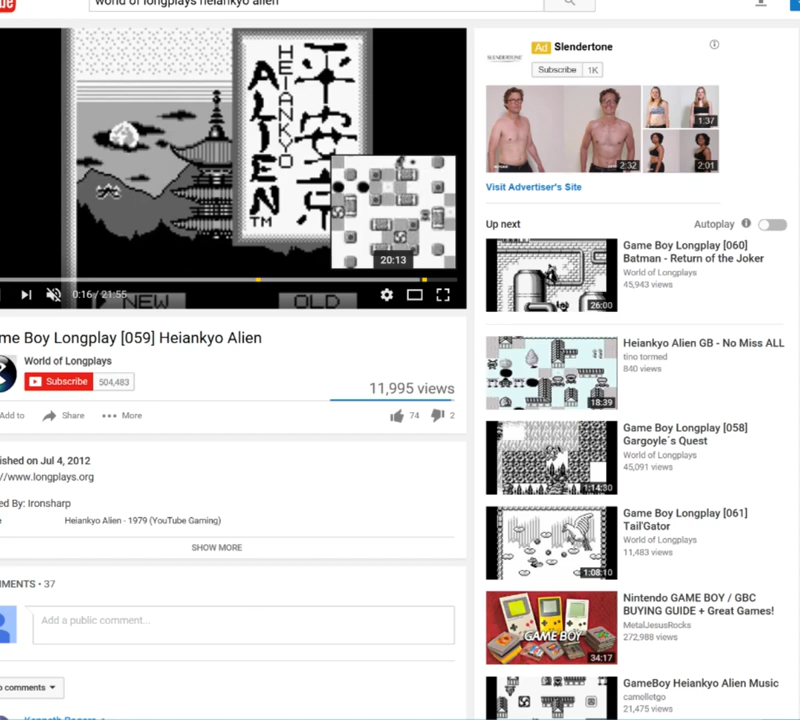 be
world of longplays heiankyo alien
HEIANKYO
ALIEN
TM
平安京
20:13
0:16 / 21:55
NEW
OLD
me Boy Longplay [059] Heiankyo Alien
World of Longplays
Subscribe 504,483
11,995 views
Add to Share More
74 2
ished on Jul 4, 2012
//www.longplays.org
ed By: Ironsharp
e Heiankyo Alien - 1979 (YouTube Gaming)
SHOW MORE
MMENTS • 37
Add a public comment...
p comments
SLENDERTONE
Ad Slendertone
Subscribe 1K
2:32
1:37
2:01
Visit Advertiser's Site
Up next
Autoplay
Game Boy Longplay [060]
Batman - Return of the Joker
World of Longplays
45,943 views
26:00
Heiankyo Alien GB - No Miss ALL
tino tormed
840 views
18:39
Game Boy Longplay [058]
Gargoyle´s Quest
World of Longplays
45,091 views
1:14:30
Game Boy Longplay [061]
Tail'Gator
World of Longplays
11,483 views
1:08:10
Nintendo GAME BOY / GBC
BUYING GUIDE + Great Games!
MetalJesusRocks
272,988 views
GAME BOY
34:17
GameBoy Heiankyo Alien Music
camelletgo
21,475 views